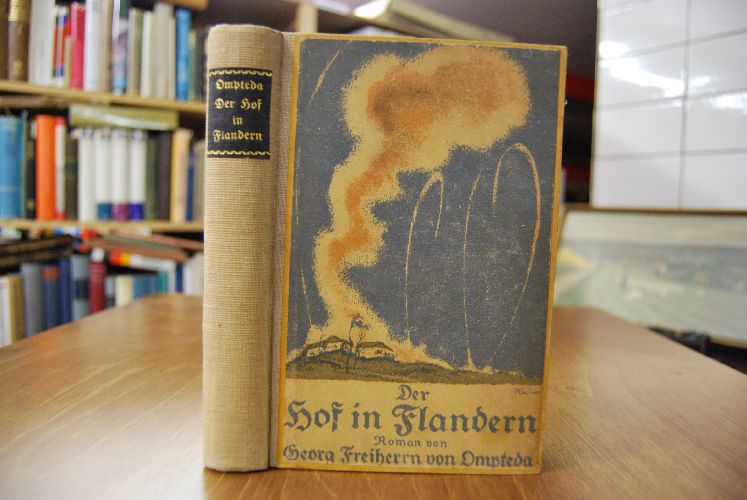 Ompteda
Der Hof
in
Flandern
Der
Hof in Flandern
Roman von
Georg Freiherrn von Ompteda